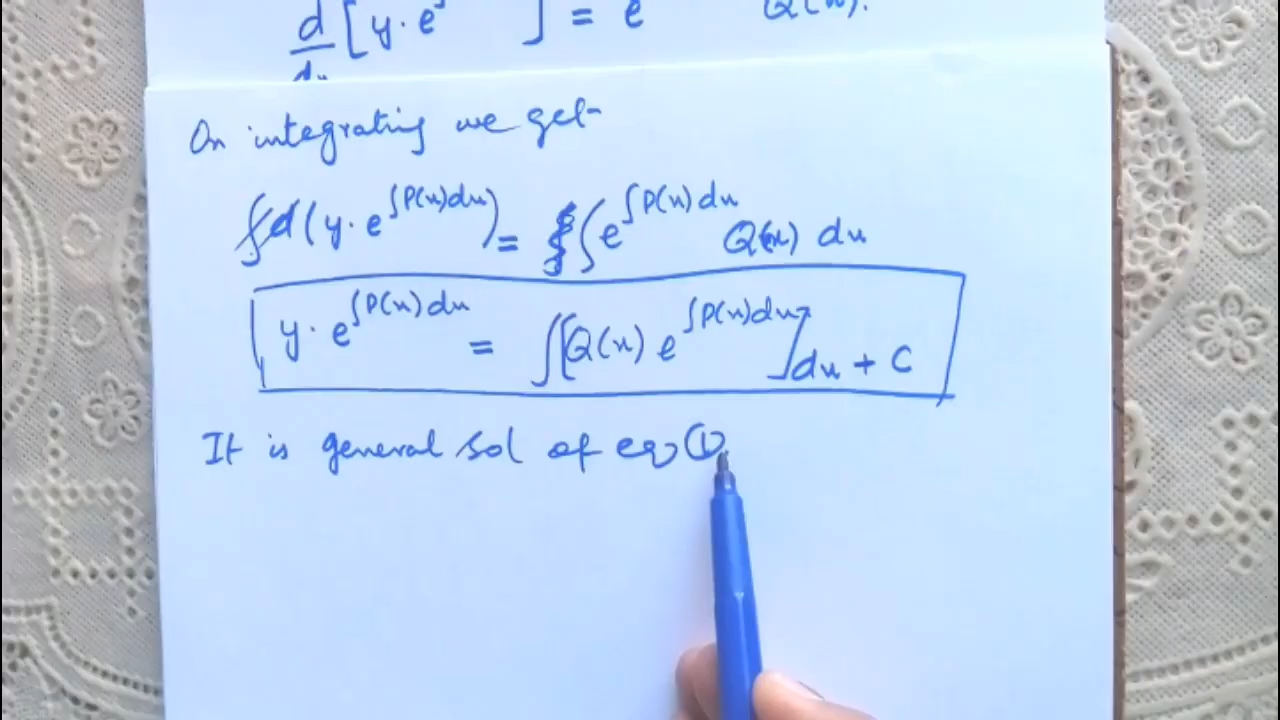 d/dx [y. e^∫ ] = e Q(x).
On integrating we get
∫d(y. e^∫P(x)dx) = ∫ e^∫P(x)dx Q(x) dx
y. e^∫P(x)dx = ∫[Q(x) e^∫P(x)dx]dx + C
It is general sol of eq ①